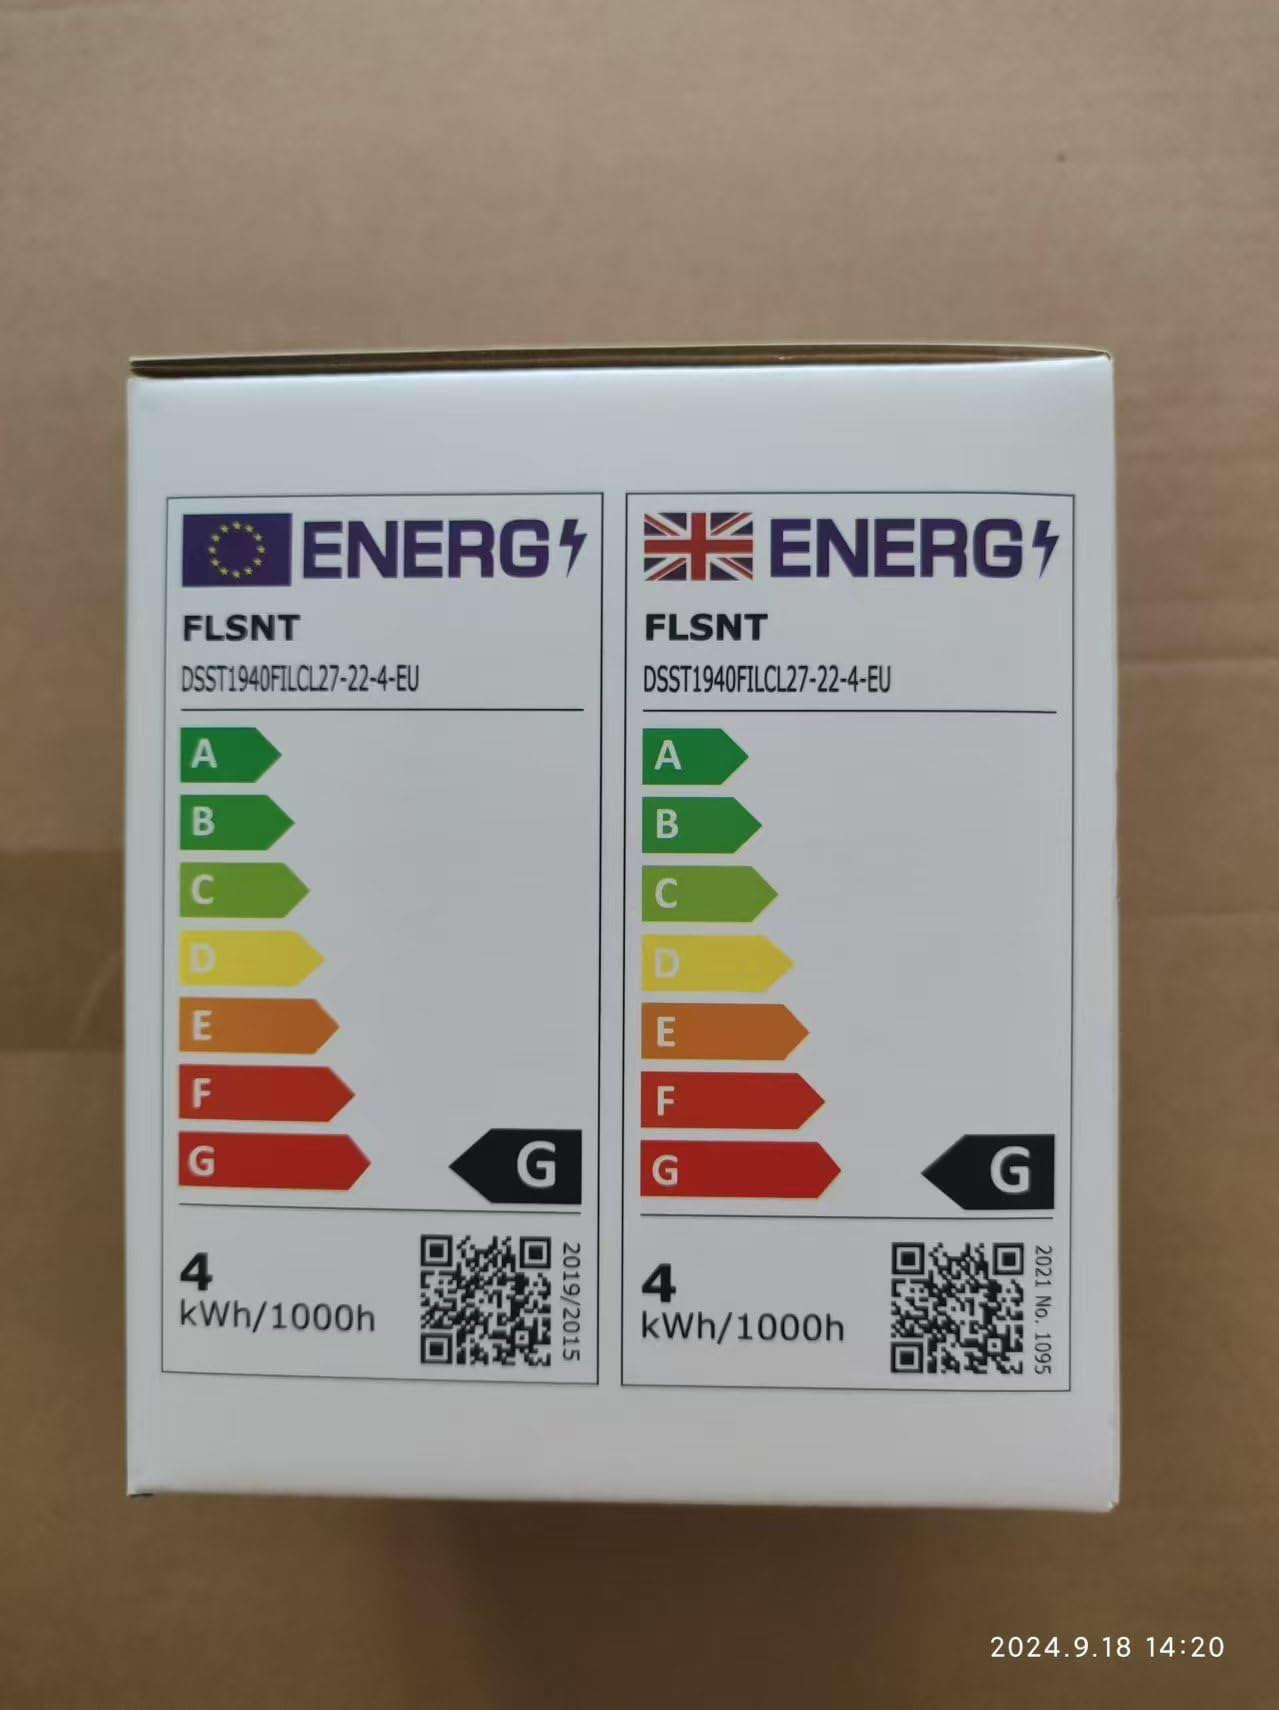 ENERG
FLSNT
DSST1940FILCL27-22-4-EU
A
B
C
D
E
F
G
G
4
kWh/1000h
2019/2015
ENERG
FLSNT
DSST1940FILCL27-22-4-EU
A
B
C
D
E
F
G
G
4
kWh/1000h
2021 No. 1095
2024.9.18 14:20